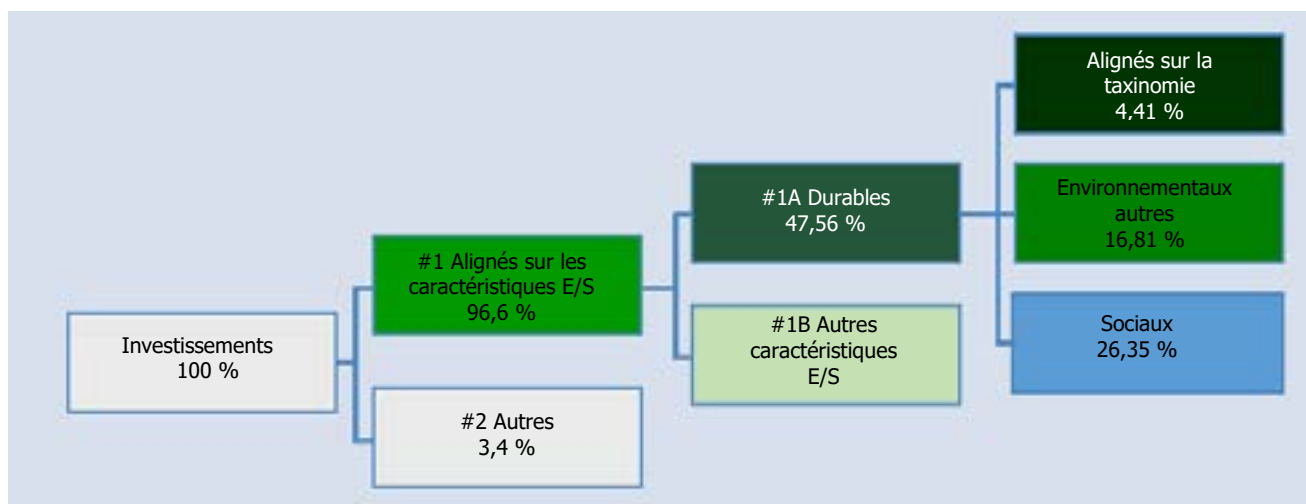 Investissements
100 %
#1 Alignés sur les
caractéristiques E/S
96,6 %
#2 Autres
3,4 %
#1A Durables
47,56 %
#1B Autres
caractéristiques
E/S
Alignés sur la
taxinomie
4,41 %
Environnementaux
autres
16,81 %
Sociaux
26,35 %